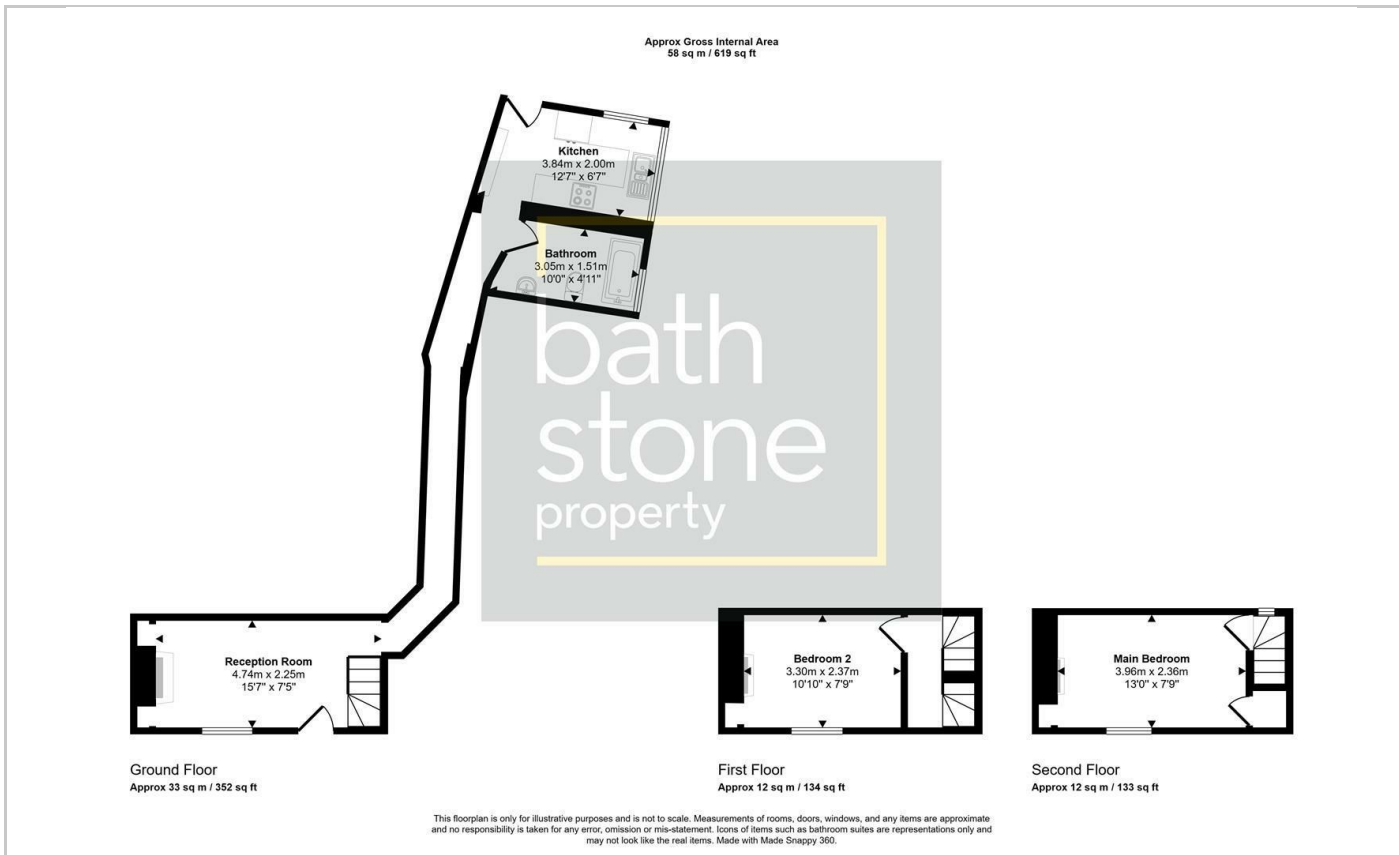 Approx Gross Internal Area
58 sq m / 619 sq ft
Kitchen
3.84m x 2.00m
12'7" x 6'7"
Bathroom
3.05m x 1.51m
10'0" x 4'11"
bath
stone
property
Reception Room
4.74m x 2.25m
15'7" x 7'5"
Bedroom 2
3.30m x 2.37m
10'10" x 7'9"
Main Bedroom
3.96m x 2.36m
13'0" x 7'9"
Ground Floor
Approx 33 sq m / 352 sq ft
First Floor
Approx 12 sq m / 134 sq ft
Second Floor
Approx 12 sq m / 133 sq ft
This floorplan is only for illustrative purposes and is not to scale. Measurements of rooms, doors, windows, and any items are approximate
and no responsibility is taken for any error, omission or mis-statement. Icons of items such as bathroom suites are representations only and
may not look like the real items. Made with Made Snappy 360.